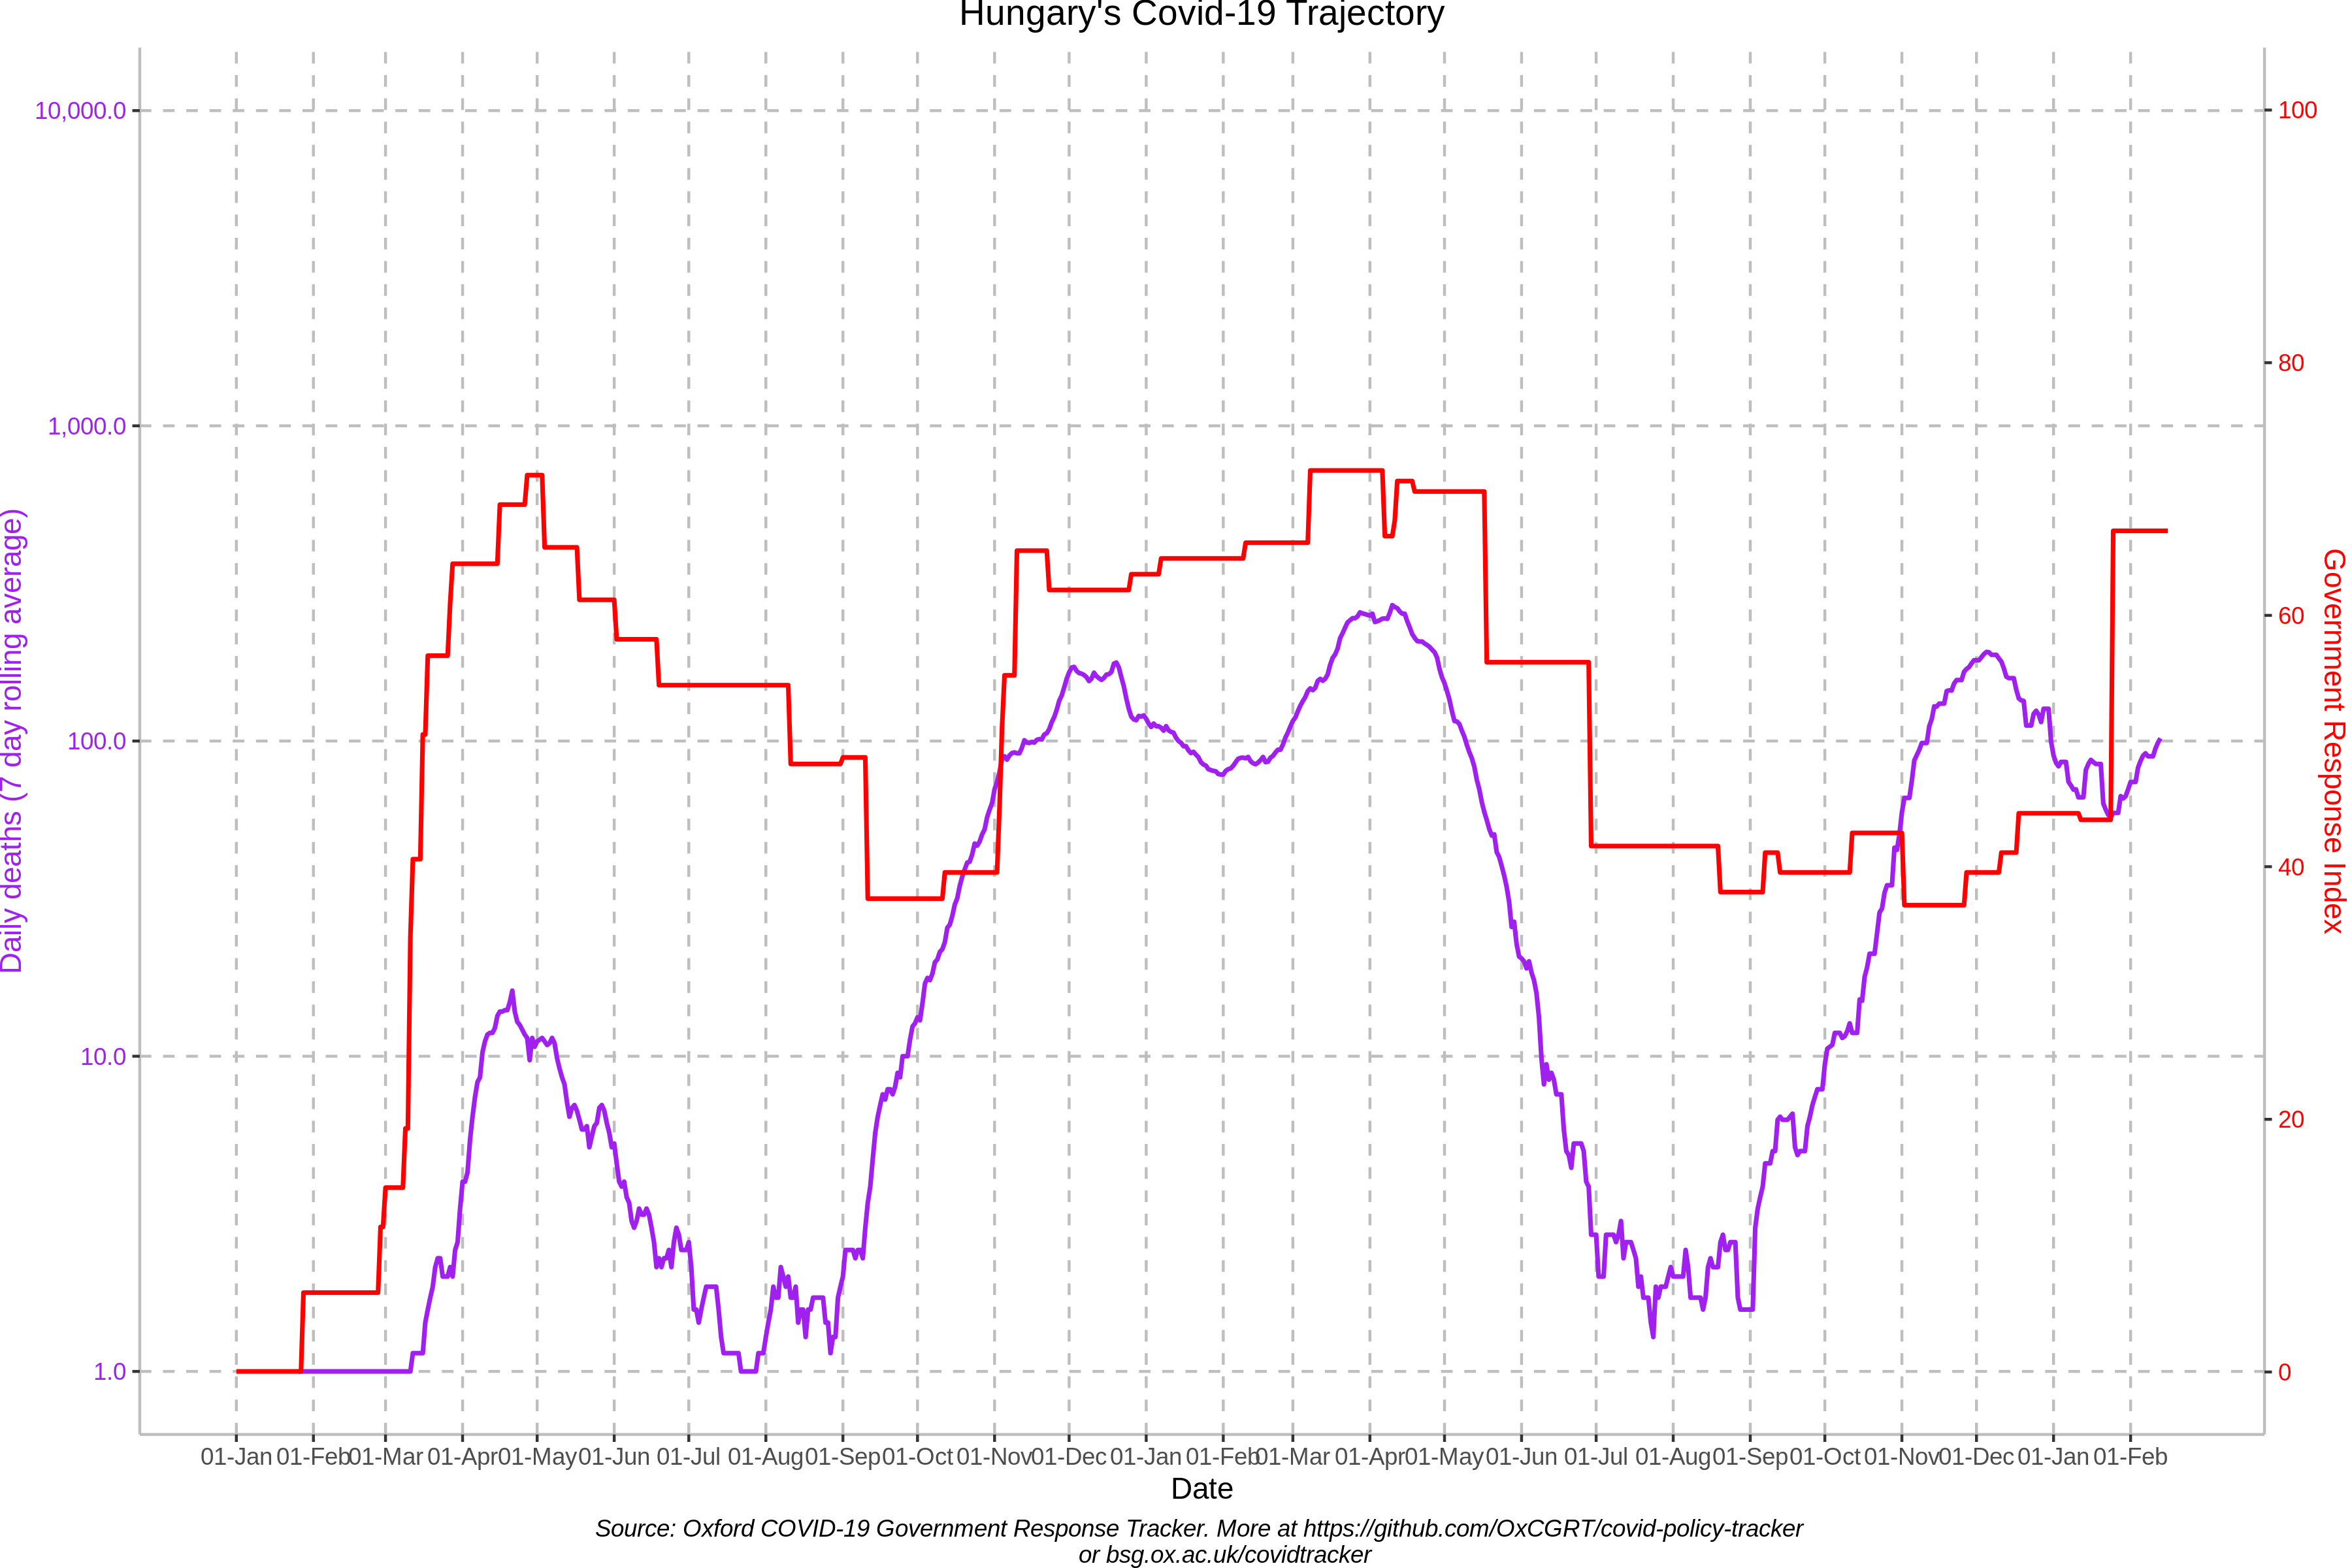 Hungary's Covid-19 Trajectory
10,000.0
1,000.0
100.0
10.0
1.0
Daily deaths (7 day rolling average)
100
80
60
40
20
0
Government Response Index
01-Jan 01-Feb 01-Mar 01-Apr 01-May 01-Jun 01-Jul 01-Aug 01-Sep 01-Oct 01-Nov 01-Dec 01-Jan 01-Feb 01-Mar 01-Apr 01-May 01-Jun 01-Jul 01-Aug 01-Sep 01-Oct 01-Nov 01-Dec 01-Jan 01-Feb
Date
Source: Oxford COVID-19 Government Response Tracker. More at https://github.com/OxCGRT/covid-policy-tracker
or bsg.ox.ac.uk/covidtracker